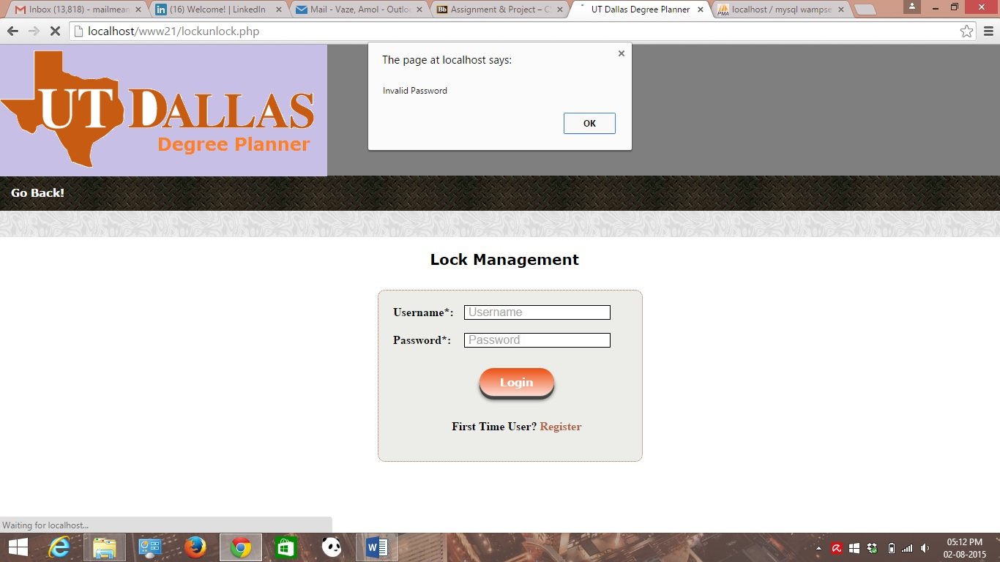 Inbox (13,818) - mailmean
(16) Welcome! | LinkedIn
Mail - Vaze, Amol - Outlo
Bb Assignment & Project – C
UT Dallas Degree Planner
PMA localhost / mysql wampse
localhost/www21/lockunlock.php
The page at localhost says:
Invalid Password
OK
UT DALLAS
Degree Planner
Go Back!
Lock Management
Username*: Username
Password*: Password
Login
First Time User? Register
Waiting for localhost...
05:12 PM
02-08-2015